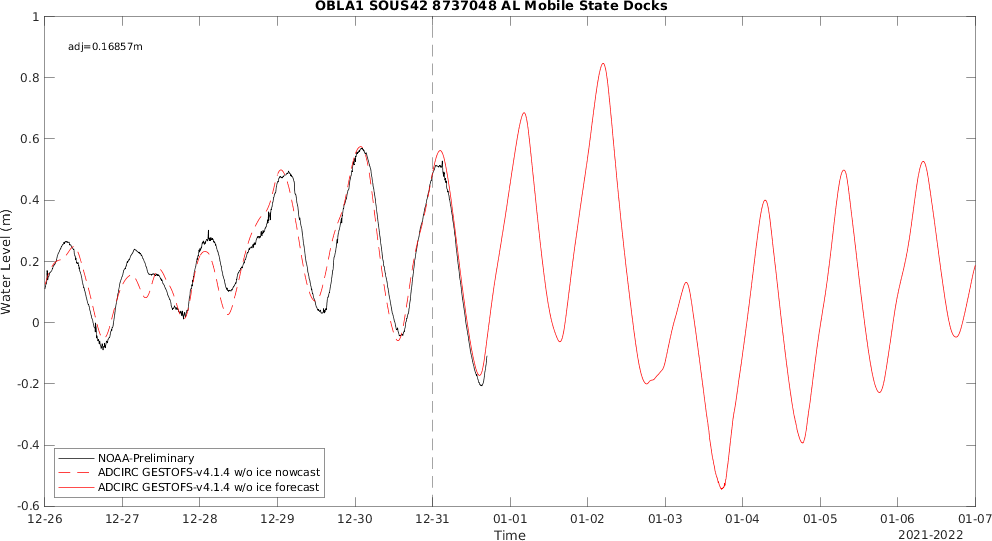 OBLA1 SOUS42 8737048 AL Mobile State Docks
adj=0.16857m
1
0.8
0.6
0.4
0.2
0
-0.2
-0.4
-0.6
Water Level (m)
NOAA-Preliminary
ADCIRC GESTOFS-v4.1.4 w/o ice nowcast
ADCIRC GESTOFS-v4.1.4 w/o ice forecast
12-26 12-27 12-28 12-29 12-30 12-31 01-01 01-02 01-03 01-04 01-05 01-06 01-07
Time
2021-2022